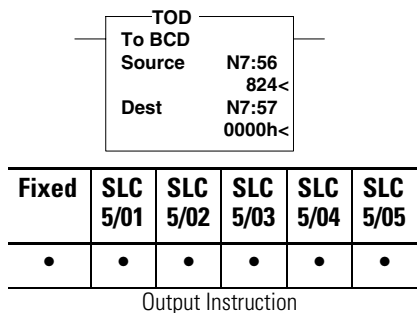 TOD
To BCD
Source N7:56
824<
Dest N7:57
0000h<
Fixed SLC 5/01 SLC 5/02 SLC 5/03 SLC 5/04 SLC 5/05
• • • • • •
Output Instruction